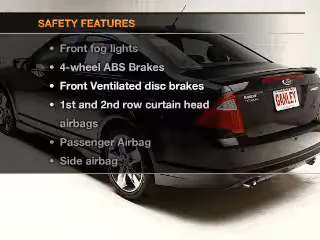 SAFETY FEATURES
• Front fog lights
• 4-wheel ABS Brakes
• Front Ventilated disc brakes
• 1st and 2nd row curtain head
airbags
• Passenger Airbag
• Side airbag
GANLEY